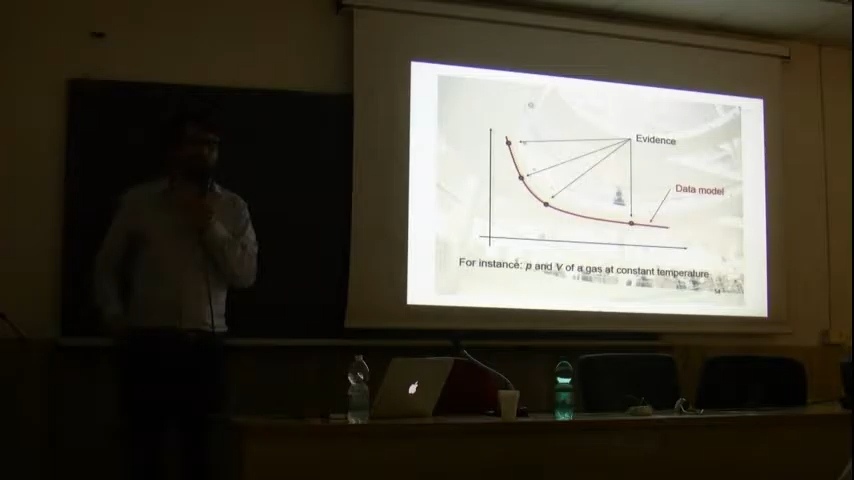 Evidence
Data model
For instance: p and V of a gas at constant temperature